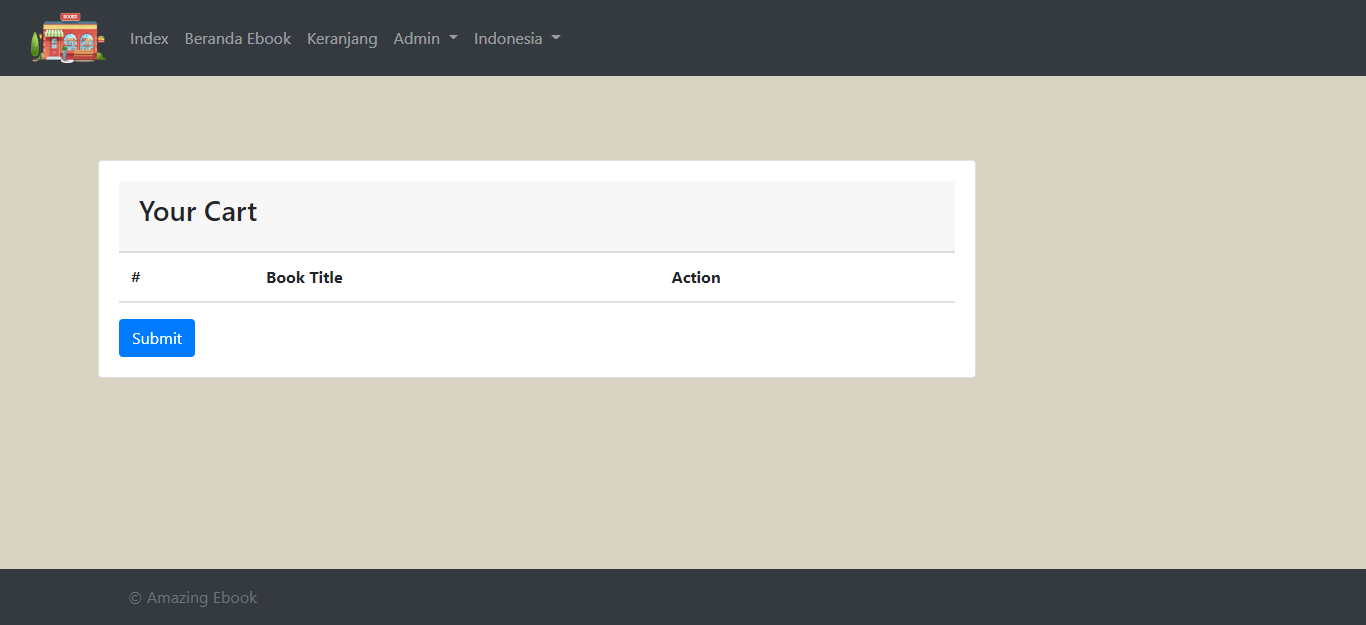 BOOKS
Index Beranda Ebook Keranjang Admin Indonesia
Your Cart
# Book Title Action
Submit
© Amazing Ebook